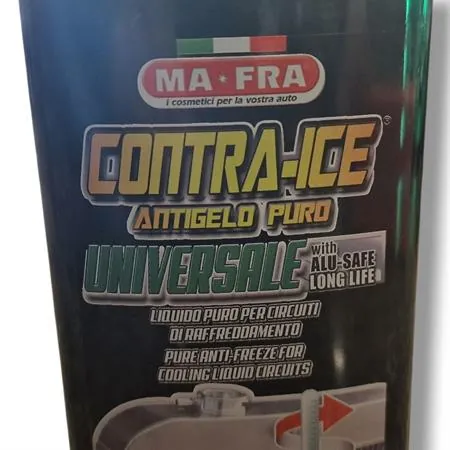 MA★FRA
i cosmetici per la vostra auto
CONTRA-ICE®
ANTIGELO PURO
UNIVERSALE
with
ALU-SAFE
LONG LIFE
LIQUIDO PURO PER CIRCUITI
DI RAFFREDDAMENTO
PURE ANTI-FREEZE FOR
COOLING LIQUID CIRCUITS